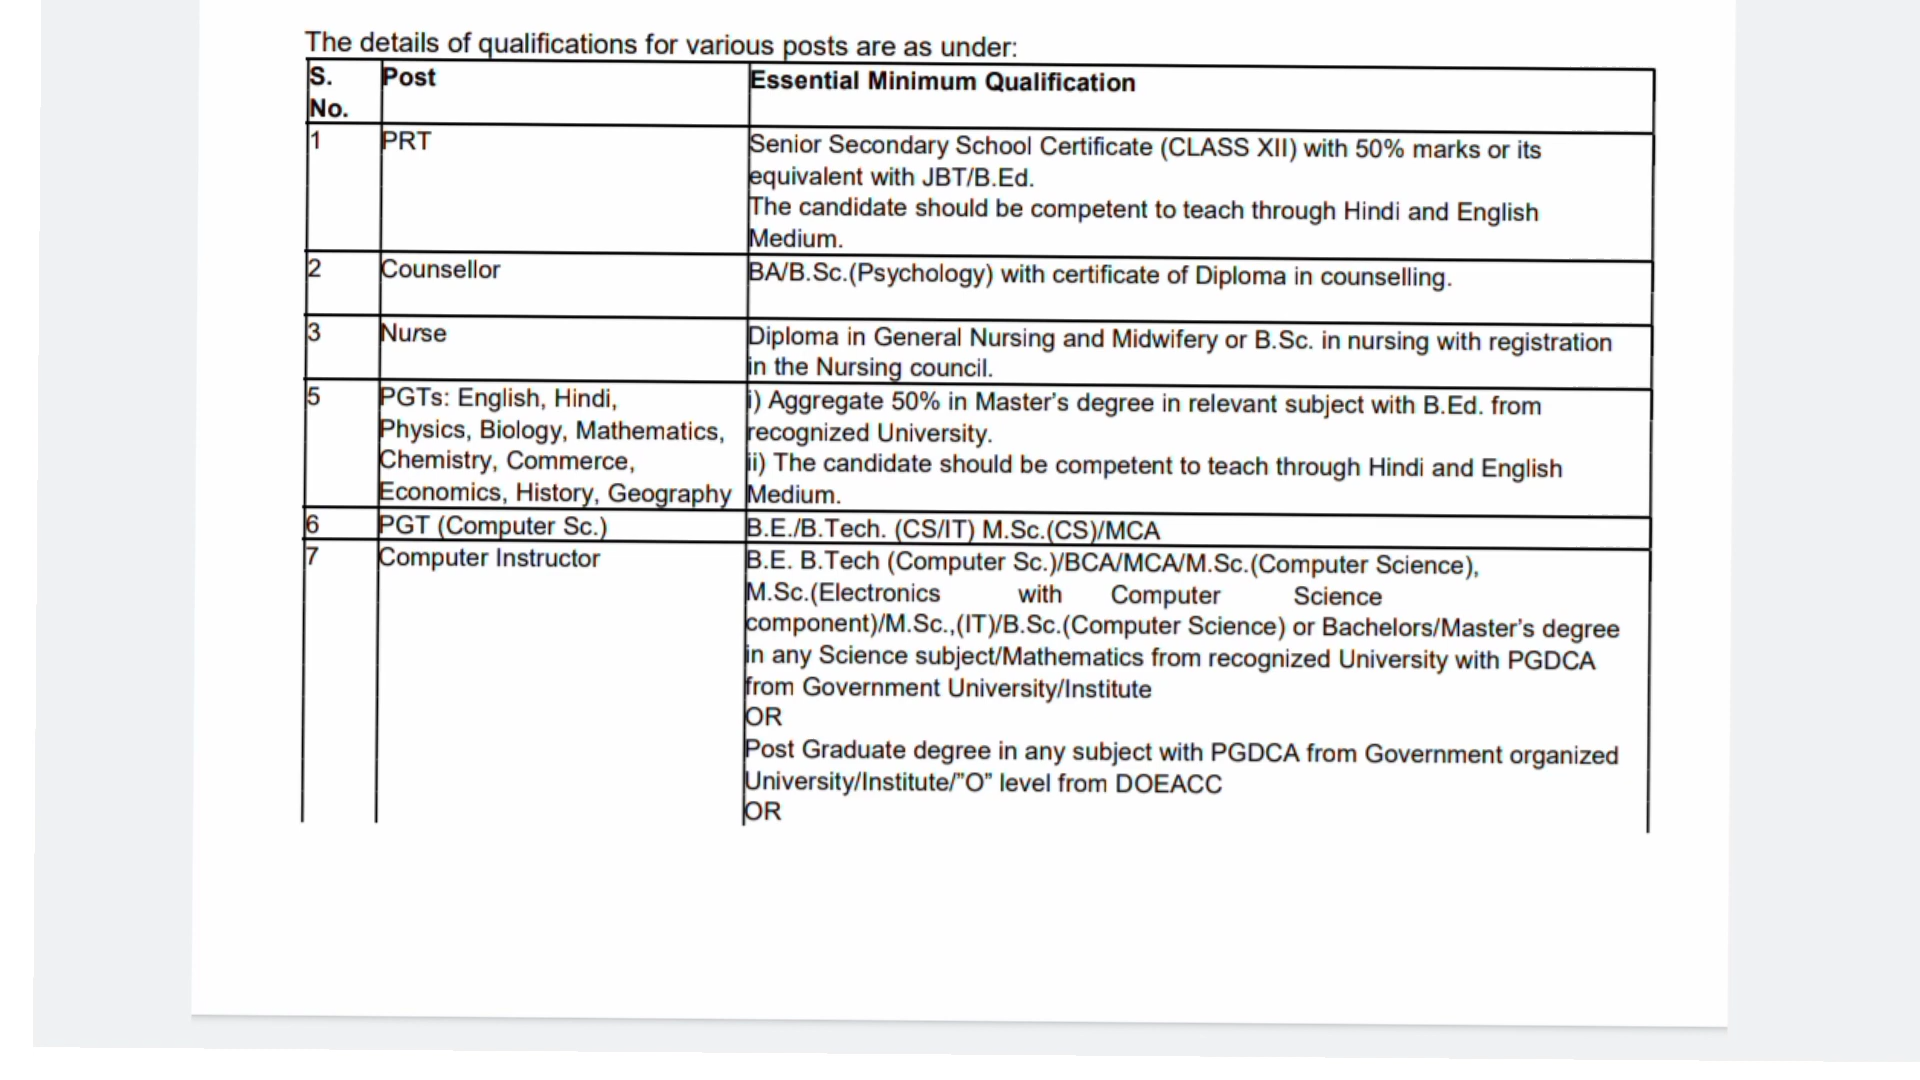 The details of qualifications for various posts are as under:
S. No. Post Essential Minimum Qualification
1 PRT Senior Secondary School Certificate (CLASS XII) with 50% marks or its
equivalent with JBT/B.Ed.
The candidate should be competent to teach through Hindi and English
Medium.
2 Counsellor BA/B.Sc.(Psychology) with certificate of Diploma in counselling.
3 Nurse Diploma in General Nursing and Midwifery or B.Sc. in nursing with registration
in the Nursing council.
5 PGTs: English, Hindi, i) Aggregate 50% in Master's degree in relevant subject with B.Ed. from
Physics, Biology, Mathematics, recognized University.
Chemistry, Commerce, ii) The candidate should be competent to teach through Hindi and English
Economics, History, Geography Medium.
6 PGT (Computer Sc.) B.E./B.Tech. (CS/IT) M.Sc.(CS)/MCA
7 Computer Instructor B.E. B.Tech (Computer Sc.)/BCA/MCA/M.Sc.(Computer Science),
M.Sc.(Electronics with Computer Science
component)/M.Sc.,(IT)/B.Sc.(Computer Science) or Bachelors/Master's degree
in any Science subject/Mathematics from recognized University with PGDCA
from Government University/Institute
OR
Post Graduate degree in any subject with PGDCA from Government organized
University/Institute/"O" level from DOEACC
OR